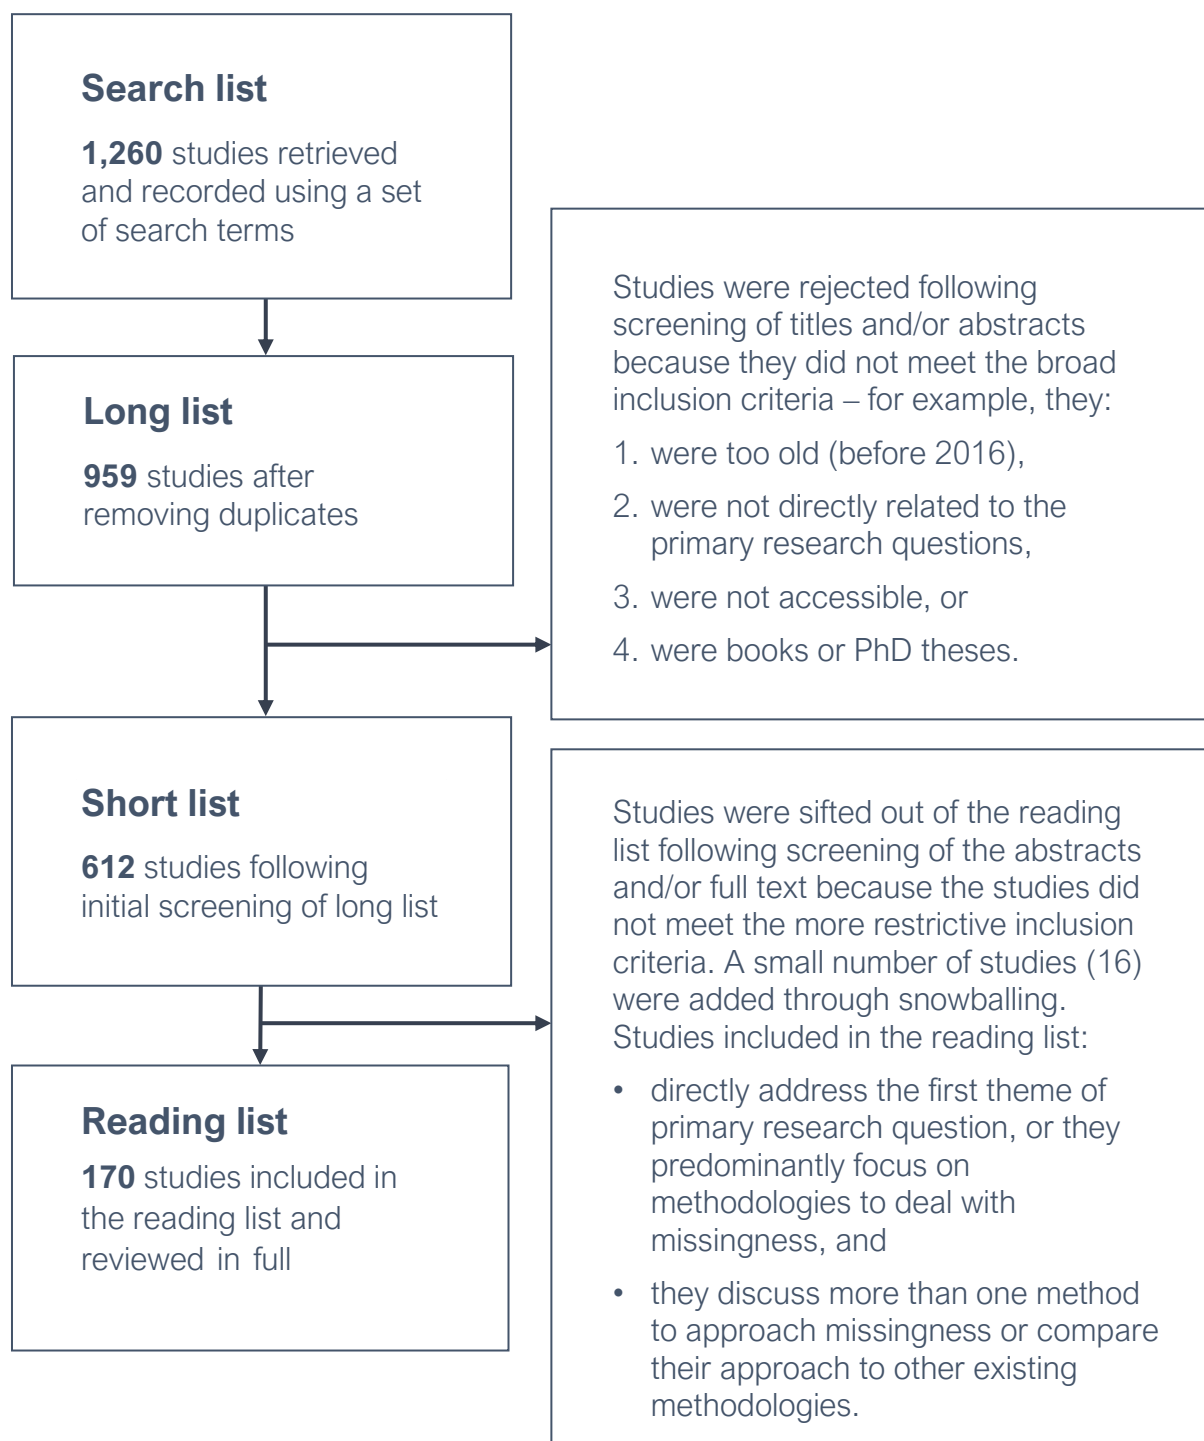 Search list
1,260 studies retrieved
and recorded using a set
of search terms
Long list
959 studies after
removing duplicates
Studies were rejected following
screening of titles and/or abstracts
because they did not meet the broad
inclusion criteria – for example, they:
1. were too old (before 2016),
2. were not directly related to the
primary research questions,
3. were not accessible, or
4. were books or PhD theses.
Short list
612 studies following
initial screening of long list
Studies were sifted out of the reading
list following screening of the abstracts
and/or full text because the studies did
not meet the more restrictive inclusion
criteria. A small number of studies (16)
were added through snowballing.
Studies included in the reading list:
• directly address the first theme of
primary research question, or they
predominantly focus on
methodologies to deal with
missingness, and
• they discuss more than one method
to approach missingness or compare
their approach to other existing
methodologies.
Reading list
170 studies included in
the reading list and
reviewed in full